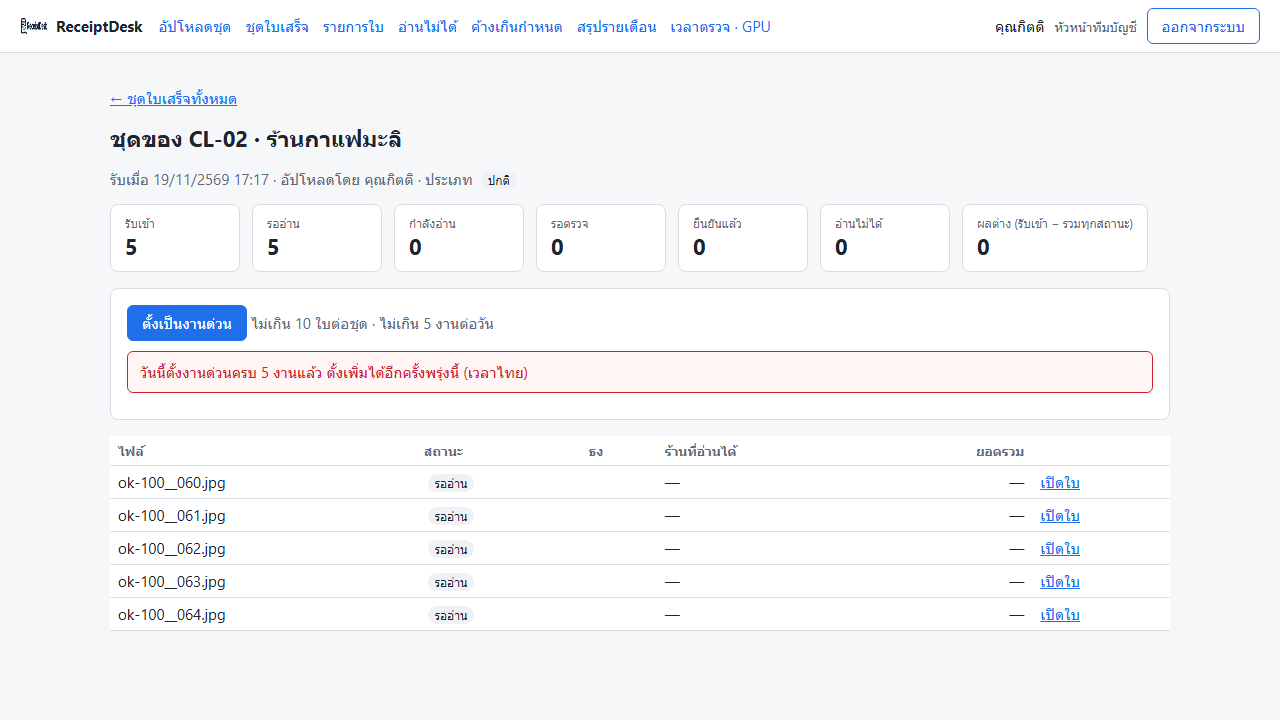 ReceiptDesk อัปโหลดชุด ชุดใบเสร็จ รายการใบ อ่านไม่ได้ ค้างเกินกำหนด สรุปรายเดือน เวลาตรวจ · GPU คุณกิตติ หัวหน้าทีมบัญชี ออกจากระบบ
← ชุดใบเสร็จทั้งหมด
ชุดของ CL-02 · ร้านกาแฟมะลิ
รับเมื่อ 19/11/2569 17:17 · อัปโหลดโดย คุณกิตติ · ประเภท ปกติ
รับเข้า รออ่าน กำลังอ่าน รอตรวจ ยืนยันแล้ว อ่านไม่ได้ ผลต่าง (รับเข้า − รวมทุกสถานะ)
5 5 0 0 0 0 0
ตั้งเป็นงานด่วน ไม่เกิน 10 ใบต่อชุด · ไม่เกิน 5 งานต่อวัน
วันนี้ตั้งงานด่วนครบ 5 งานแล้ว ตั้งเพิ่มได้อีกครั้งพรุ่งนี้ (เวลาไทย)
ไฟล์ สถานะ ธง ร้านที่อ่านได้ ยอดรวม
ok-100__060.jpg รออ่าน — — เปิดใบ
ok-100__061.jpg รออ่าน — — เปิดใบ
ok-100__062.jpg รออ่าน — — เปิดใบ
ok-100__063.jpg รออ่าน — — เปิดใบ
ok-100__064.jpg รออ่าน — — เปิดใบ